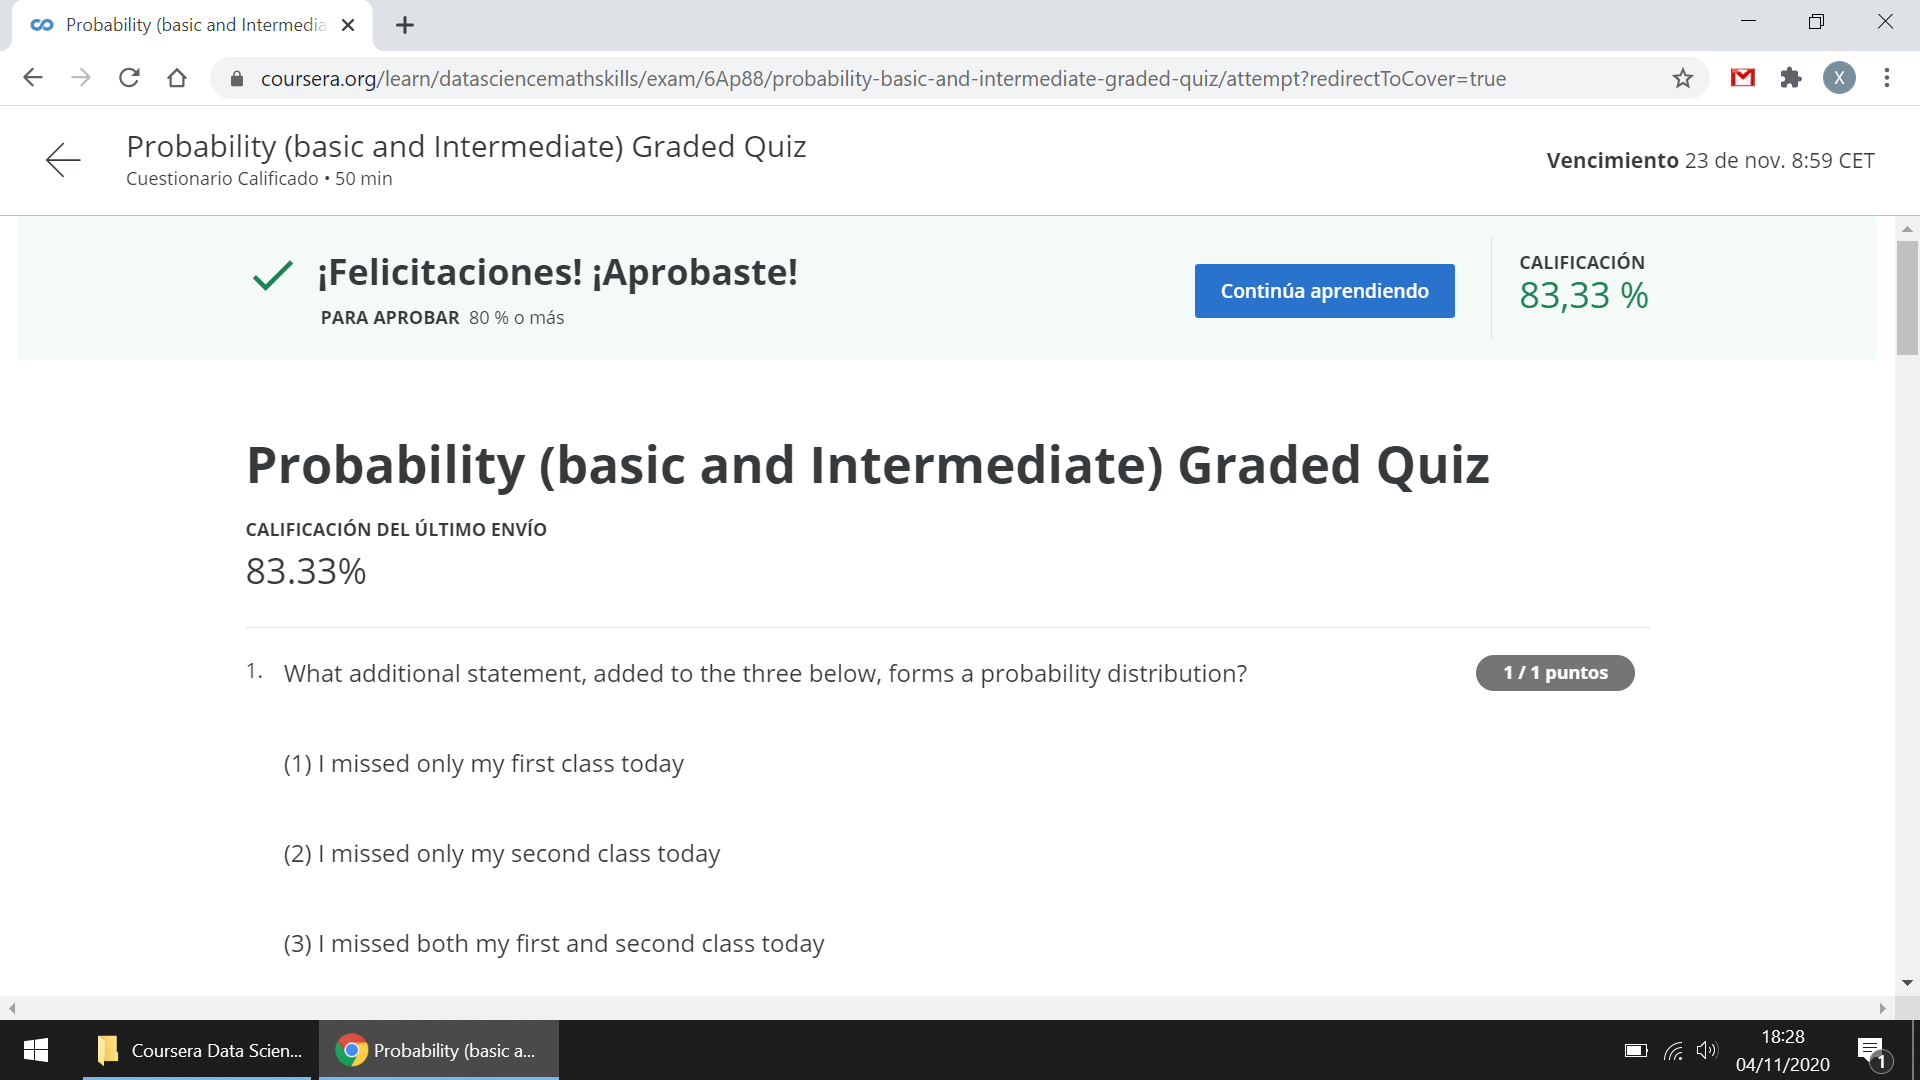 Probability (basic and Intermedia
coursera.org/learn/datasciencemathskills/exam/6Ap88/probability-basic-and-intermediate-graded-quiz/attempt?redirectToCover=true
X
Probability (basic and Intermediate) Graded Quiz
Cuestionario Calificado • 50 min
Vencimiento 23 de nov. 8:59 CET
¡Felicitaciones! ¡Aprobaste!
PARA APROBAR 80 % o más
Continúa aprendiendo
CALIFICACIÓN
83,33 %
Probability (basic and Intermediate) Graded Quiz
CALIFICACIÓN DEL ÚLTIMO ENVÍO
83.33%
1. What additional statement, added to the three below, forms a probability distribution?
1 / 1 puntos
(1) I missed only my first class today
(2) I missed only my second class today
(3) I missed both my first and second class today
Coursera Data Scien...
Probability (basic a...
18:28
04/11/2020
1